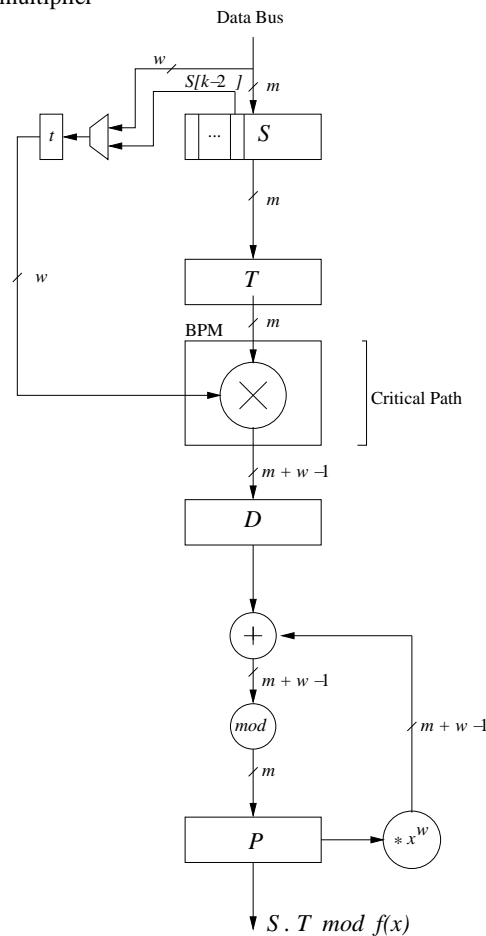 multiplier
Data Bus
w
S[k−2 ]
m
t
...
S
m
w
T
m
BPM
Critical Path
m + w −1
D
+
m + w −1
m + w −1
mod
m
P
* x^w
S . T mod f(x)